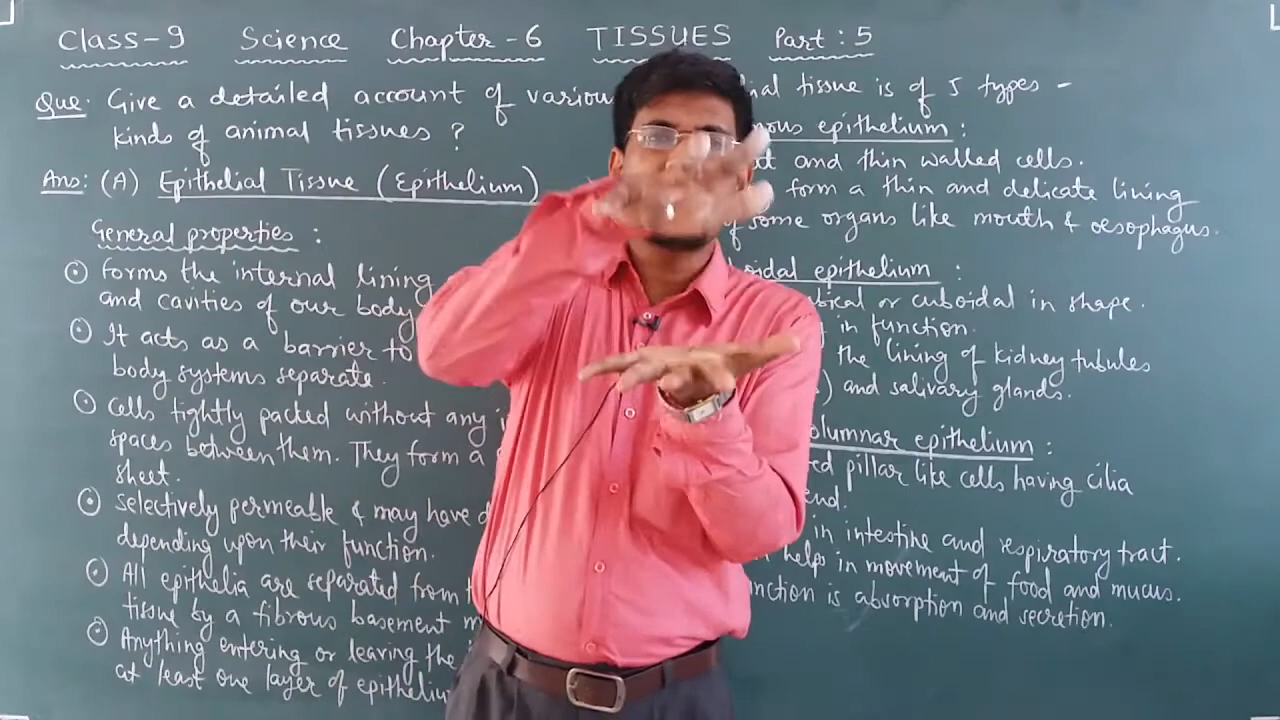 Class-9 Science Chapter-6 TISSUES Part : 5
Que: Give a detailed account of
kinds of animal tissues ?
Ans: (A) Epithelial Tissue (Epithelium)
General properties :
⊙ forms the internal lining
and cavities of our body
⊙ It acts as a barrier to
body systems separate.
⊙ Cells tightly packed without any
spaces between them. They form a
sheet.
⊙ Selectively permeable & may have
depending upon their function.
⊙ All epithelia are separated from
tissue by a fibrous basement
⊙ Anything entering or leaving the
at least one layer of
tissue is of 5 types -
epithelium :
and thin walled cells.
form a thin and delicate lining
of some organs like mouth & oesophagus.
epithelium :
or cuboidal in shape.
in function.
the lining of kidney tubules
) and salivary glands.
epithelium :
pillar like cells having cilia
end.
in intestine and respiratory tract.
helps in movement of food and mucus.
is absorption and secretion.